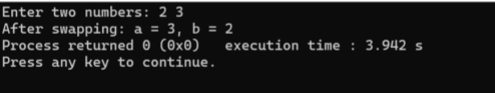 Enter two numbers: 2 3
After swapping: a = 3, b = 2
Process returned 0 (0x0)   execution time : 3.942 s
Press any key to continue.